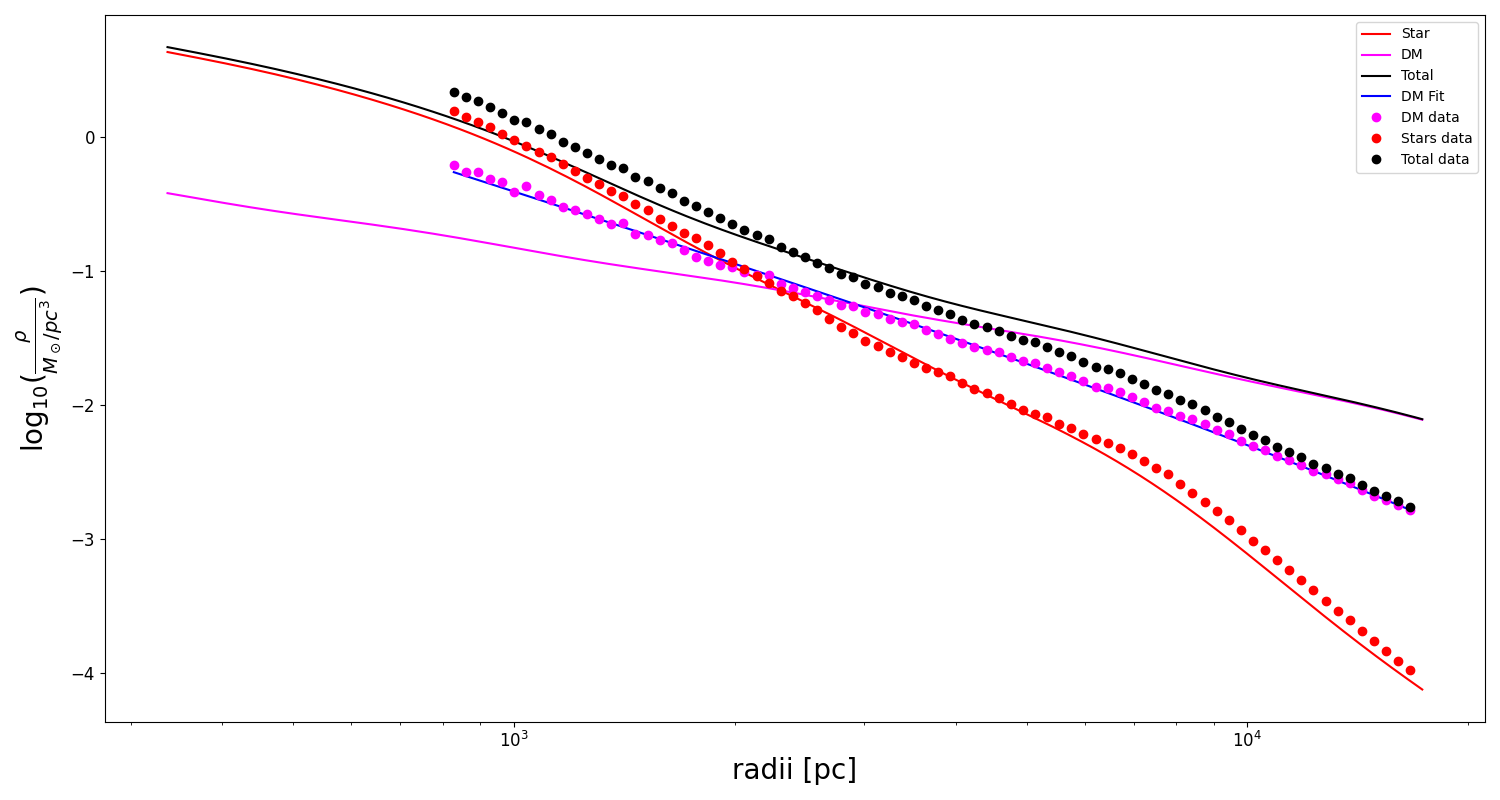 Star
DM
Total
DM Fit
DM data
Stars data
Total data
0
−1
−2
−3
−4
log₁₀(ρ / M⊙/pc³)
10³
10⁴
radii [pc]